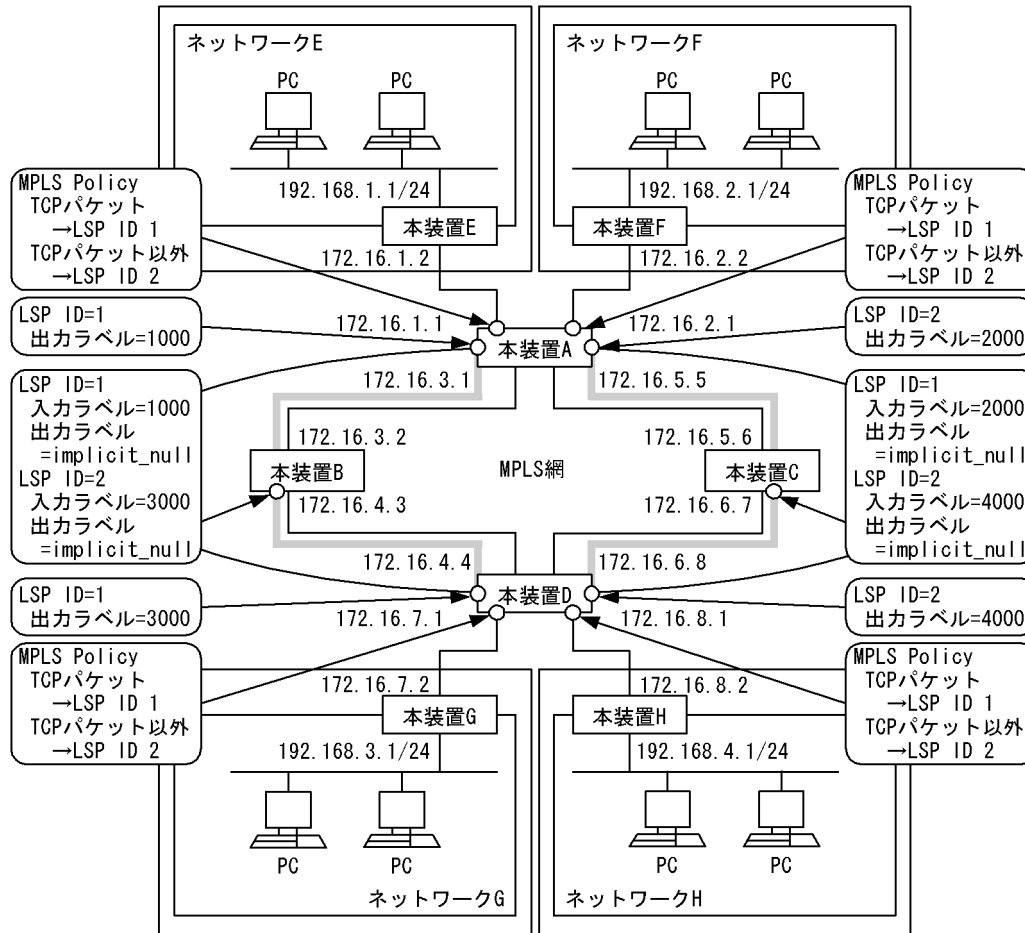 ネットワークE
ネットワークF
PC
PC
PC
PC
192.168.1.1/24
192.168.2.1/24
MPLS Policy
TCPパケット
→LSP ID 1
TCPパケット以外
→LSP ID 2
本装置E
本装置F
MPLS Policy
TCPパケット
→LSP ID 1
TCPパケット以外
→LSP ID 2
172.16.1.2
172.16.2.2
LSP ID=1
出力ラベル=1000
172.16.1.1
172.16.2.1
LSP ID=2
出力ラベル=2000
本装置A
172.16.3.1
172.16.5.5
LSP ID=1
入力ラベル=1000
出力ラベル
=implicit_null
LSP ID=2
入力ラベル=3000
出力ラベル
=implicit_null
172.16.3.2
172.16.5.6
本装置B
MPLS網
本装置C
172.16.4.3
172.16.6.7
LSP ID=1
入力ラベル=2000
出力ラベル
=implicit_null
LSP ID=2
入力ラベル=4000
出力ラベル
=implicit_null
172.16.4.4
172.16.6.8
LSP ID=1
出力ラベル=3000
本装置D
LSP ID=2
出力ラベル=4000
172.16.7.1
172.16.8.1
MPLS Policy
TCPパケット
→LSP ID 1
TCPパケット以外
→LSP ID 2
172.16.7.2
172.16.8.2
本装置G
本装置H
MPLS Policy
TCPパケット
→LSP ID 1
TCPパケット以外
→LSP ID 2
192.168.3.1/24
192.168.4.1/24
PC
PC
PC
PC
ネットワークG
ネットワークH